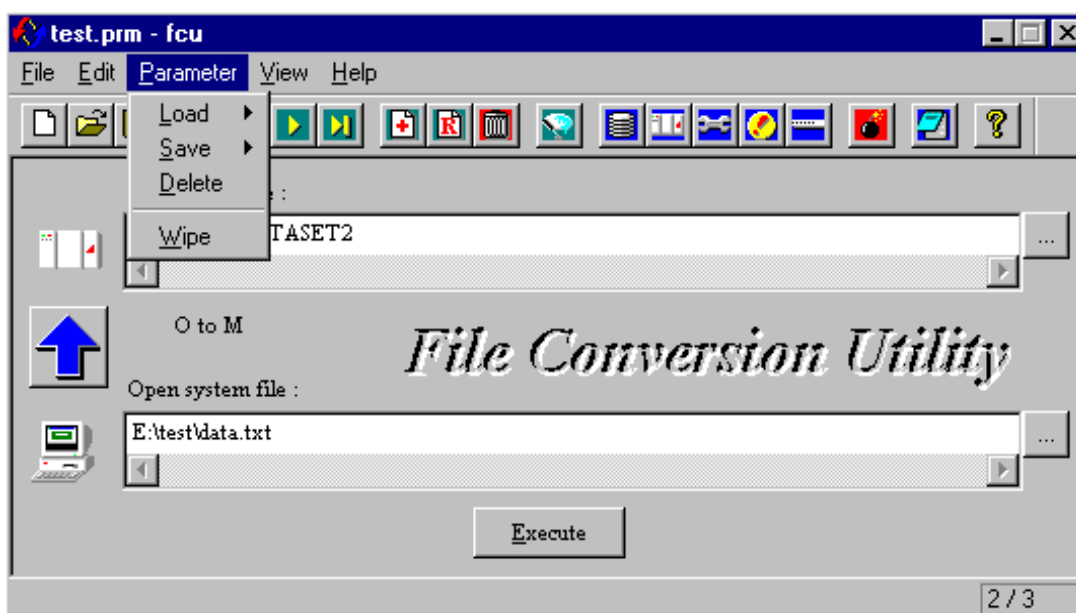 test.prm - fcu
File Edit Parameter View Help
Load
Save
Delete
Wipe
R
?
:
TASET2
...
O to M
File Conversion Utility
Open system file :
E:\test\data.txt
...
Execute
2 / 3